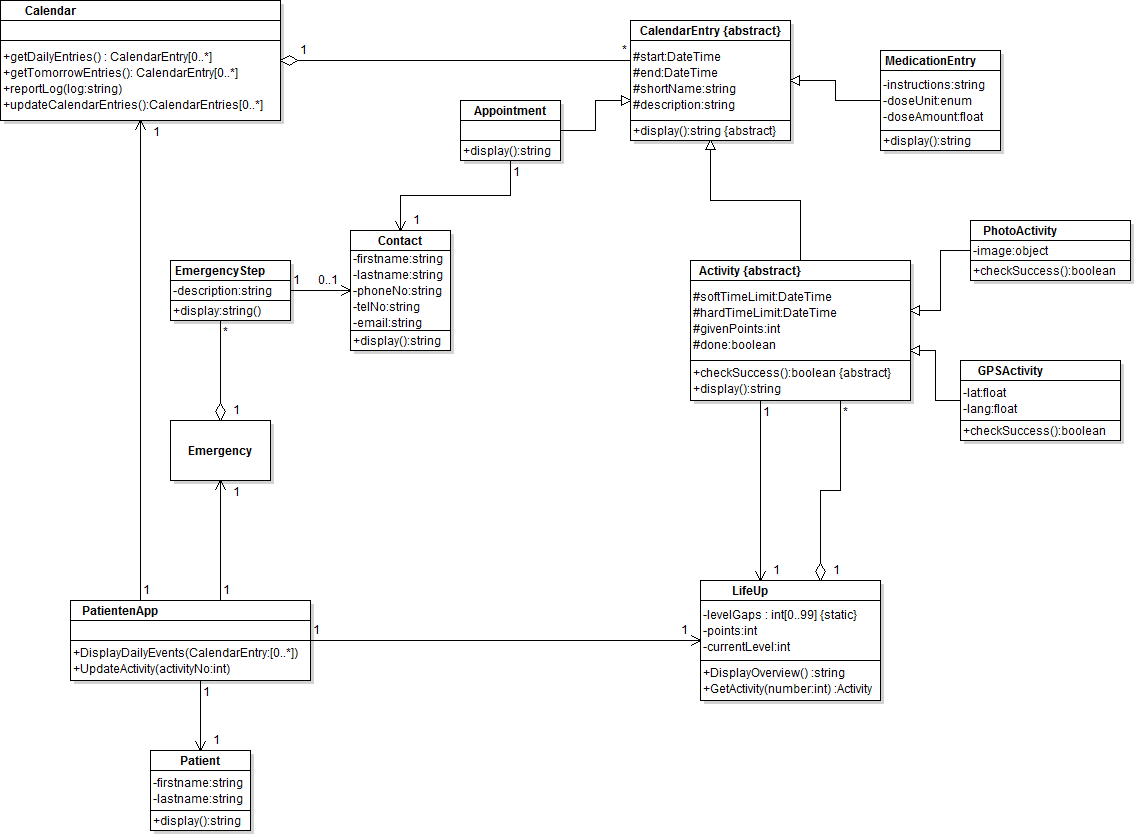 Calendar
+getDailyEntries() : CalendarEntry[0..*]
+getTomorrowEntries(): CalendarEntry[0..*]
+reportLog(log:string)
+updateCalendarEntries():CalendarEntries[0..*]
1
*
1
CalendarEntry {abstract}
#start:DateTime
#end:DateTime
#shortName:string
#description:string
+display():string {abstract}
MedicationEntry
-instructions:string
-doseUnit:enum
-doseAmount:float
+display():string
Appointment
+display():string
1
1
Contact
-firstname:string
-lastname:string
-phoneNo:string
-telNo:string
-email:string
+display():string
EmergencyStep
-description:string
+display:string()
1
0..1
*
1
Emergency
1
PhotoActivity
-image:object
+checkSuccess():boolean
Activity {abstract}
#softTimeLimit:DateTime
#hardTimeLimit:DateTime
#givenPoints:int
#done:boolean
+checkSuccess():boolean {abstract}
+display():string
GPSActivity
-lat:float
-lang:float
+checkSuccess():boolean
1
*
1
1
LifeUp
-levelGaps : int[0..99] {static}
-points:int
-currentLevel:int
+DisplayOverview() :string
+GetActivity(number:int) :Activity
1
1
PatientenApp
+DisplayDailyEvents(CalendarEntry:[0..*])
+UpdateActivity(activityNo:int)
1
1
1
1
Patient
-firstname:string
-lastname:string
+display():string